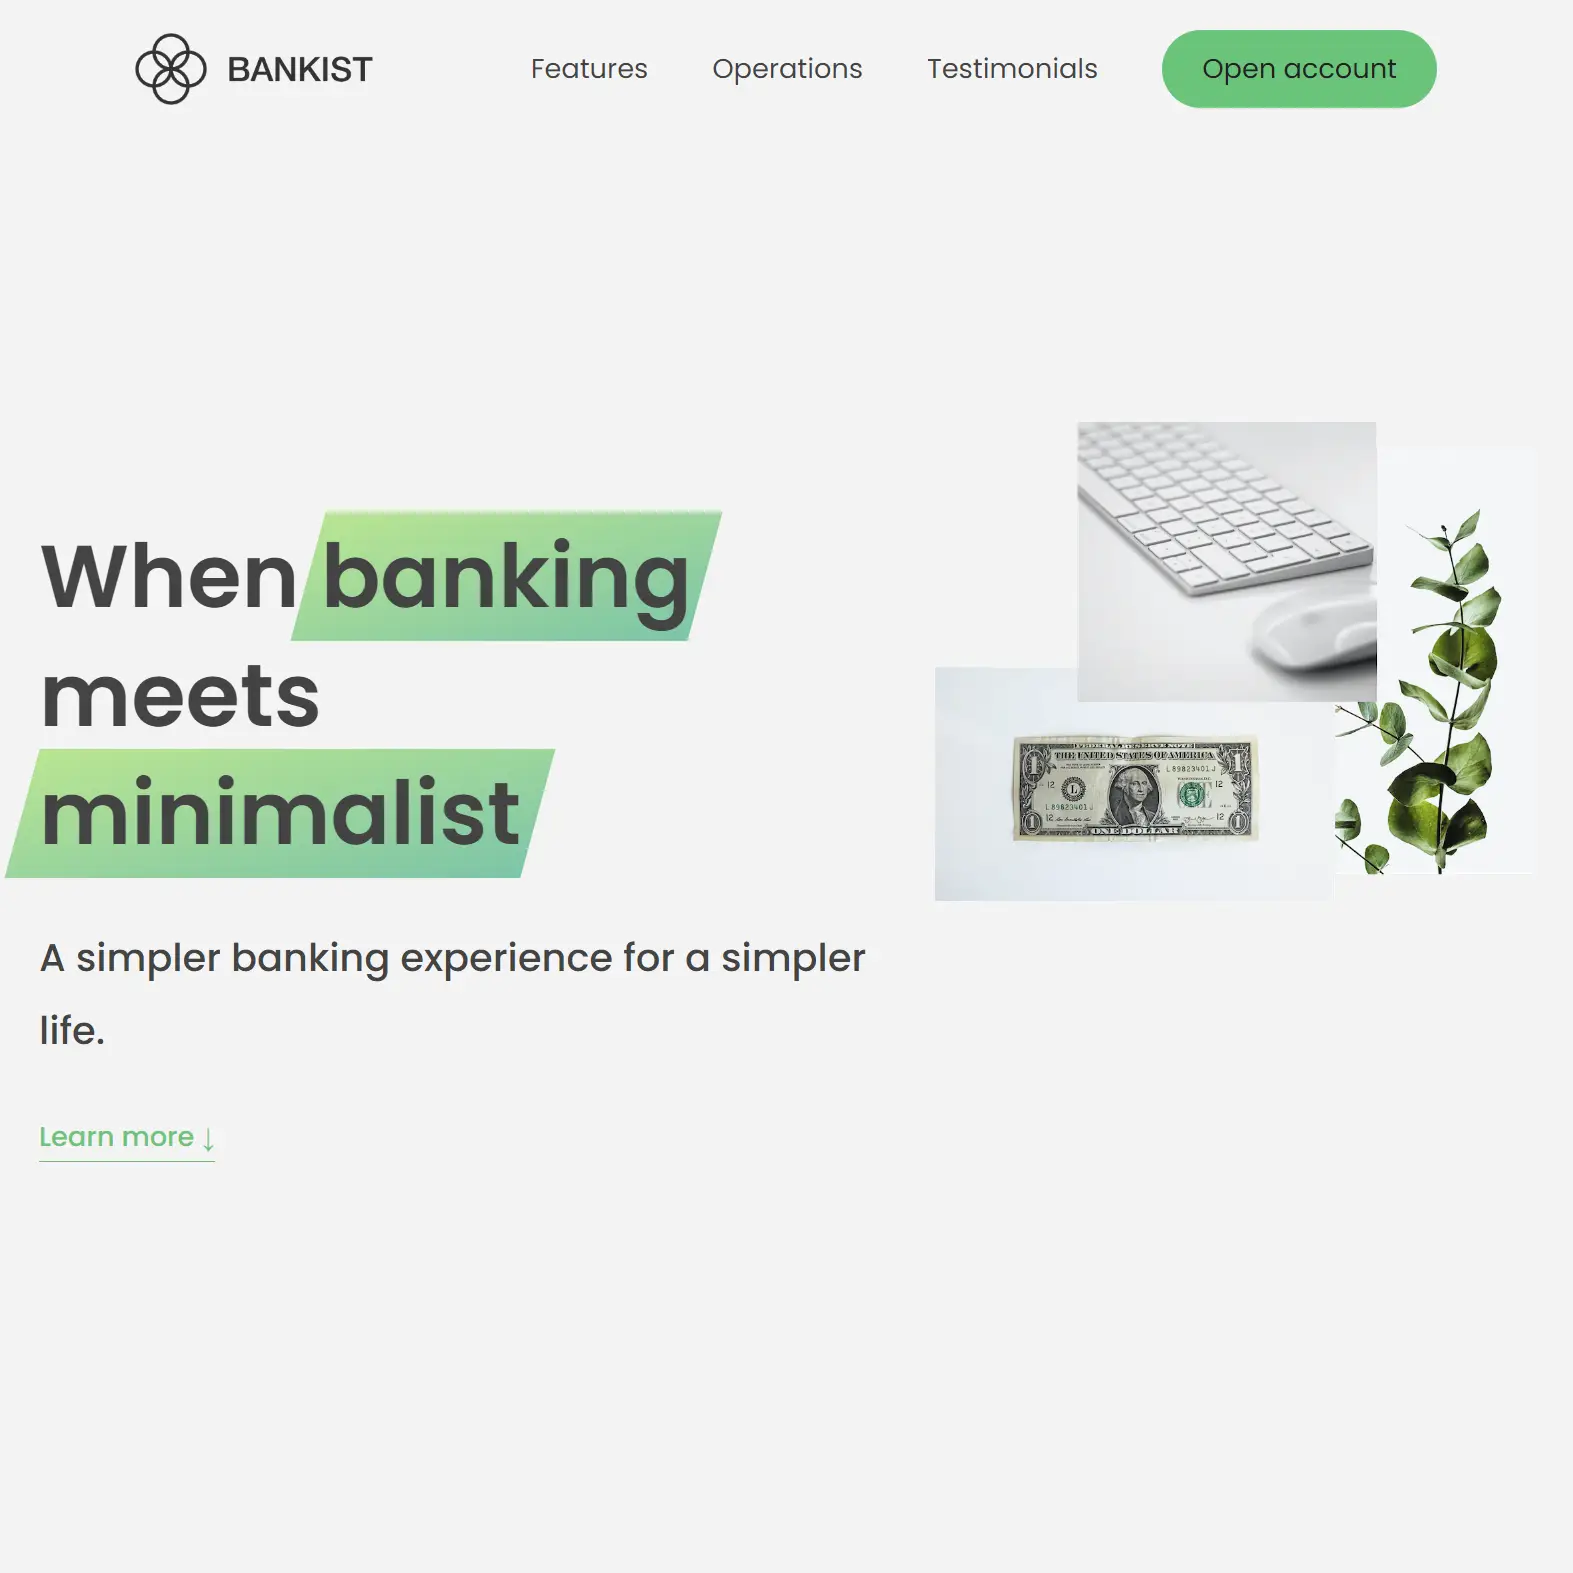 BANKIST
Features
Operations
Testimonials
Open account
When banking
meets
minimalist
A simpler banking experience for a simpler
life.
Learn more ↓
FEDERAL RESERVE NOTE
THE UNITED STATES OF AMERICA
L 89823401 J
12
12
L
L 89823401 J
12
12
ONE DOLLAR
1
1
1
1